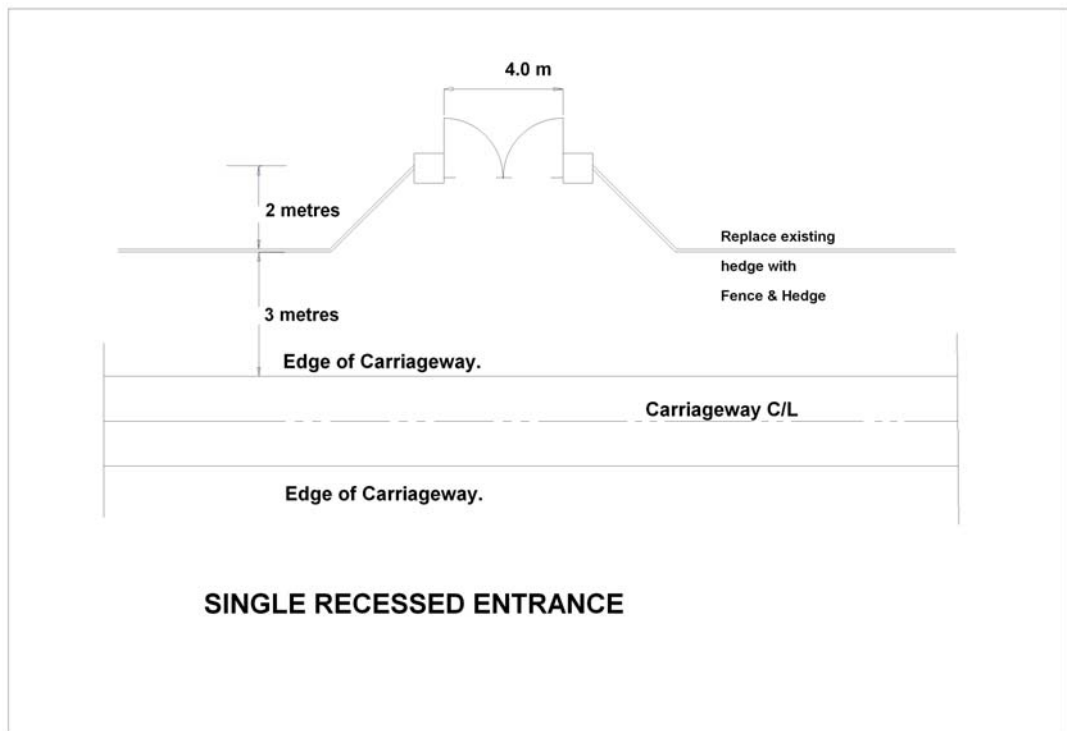 4.0 m
2 metres
Replace existing
hedge with
Fence & Hedge
3 metres
Edge of Carriageway.
Carriageway C/L
Edge of Carriageway.
SINGLE RECESSED ENTRANCE